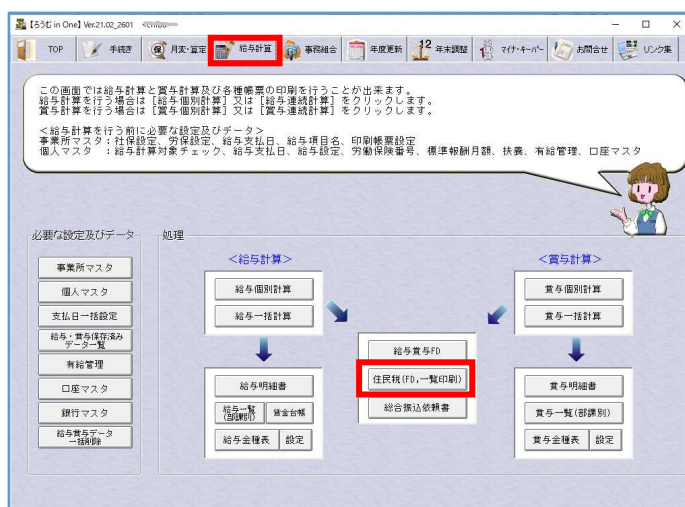 【ろうむ in One】 Ver.21.02_2601
TOP
手続き
月変・算定
給与計算
事務組合
年度更新
年末調整
マイナ・キーパー
お問合せ
リンク集
この画面では給与計算と賞与計算及び各種帳票の印刷を行うことが出来ます。
給与計算を行う場合は［給与個別計算］又は［給与連続計算］をクリックします。
賞与計算を行う場合は［賞与個別計算］又は［賞与連続計算］をクリックします。
＜給与計算を行う前に必要な設定及びデータ＞
事業所マスタ：社保設定、労保設定、給与支払日、給与項目名、印刷帳票設定
個人マスタ　：給与計算対象チェック、給与支払日、給与設定、労働保険番号、標準報酬月額、扶養、有給管理、口座マスタ
必要な設定及びデータ
事業所マスタ
個人マスタ
支払日一括設定
給与・賞与保存済み
データ一覧
有給管理
口座マスタ
銀行マスタ
給与賞与データ
一括削除
処理
＜給与計算＞
給与個別計算
給与一括計算
給与明細書
給与一覧
(部課別)
賃金台帳
給与金種表
設定
給与賞与FD
住民税(FD,一覧印刷)
総合振込依頼書
＜賞与計算＞
賞与個別計算
賞与一括計算
賞与明細書
賞与一覧(部課別)
賞与金種表
設定